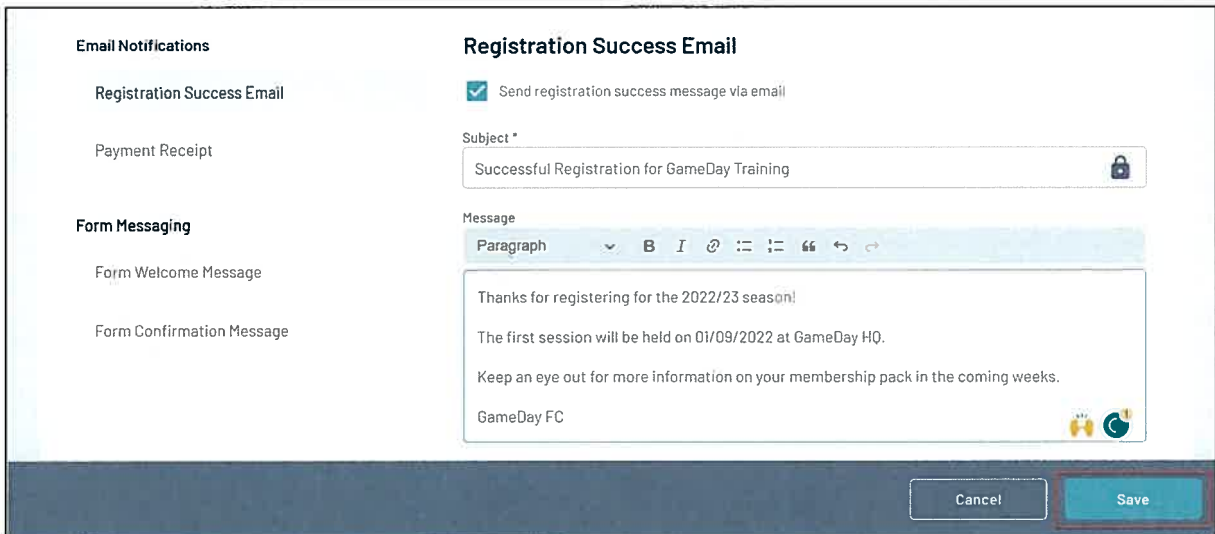 Email Notifications
Registration Success Email
Payment Receipt
Form Messaging
Form Welcome Message
Form Confirmation Message
Registration Success Email
Send registration success message via email
Subject *
Successful Registration for GameDay Training
Message
Paragraph B I
Thanks for registering for the 2022/23 season!
The first session will be held on 01/09/2022 at GameDay HQ.
Keep an eye out for more information on your membership pack in the coming weeks.
GameDay FC
1
Cancel Save